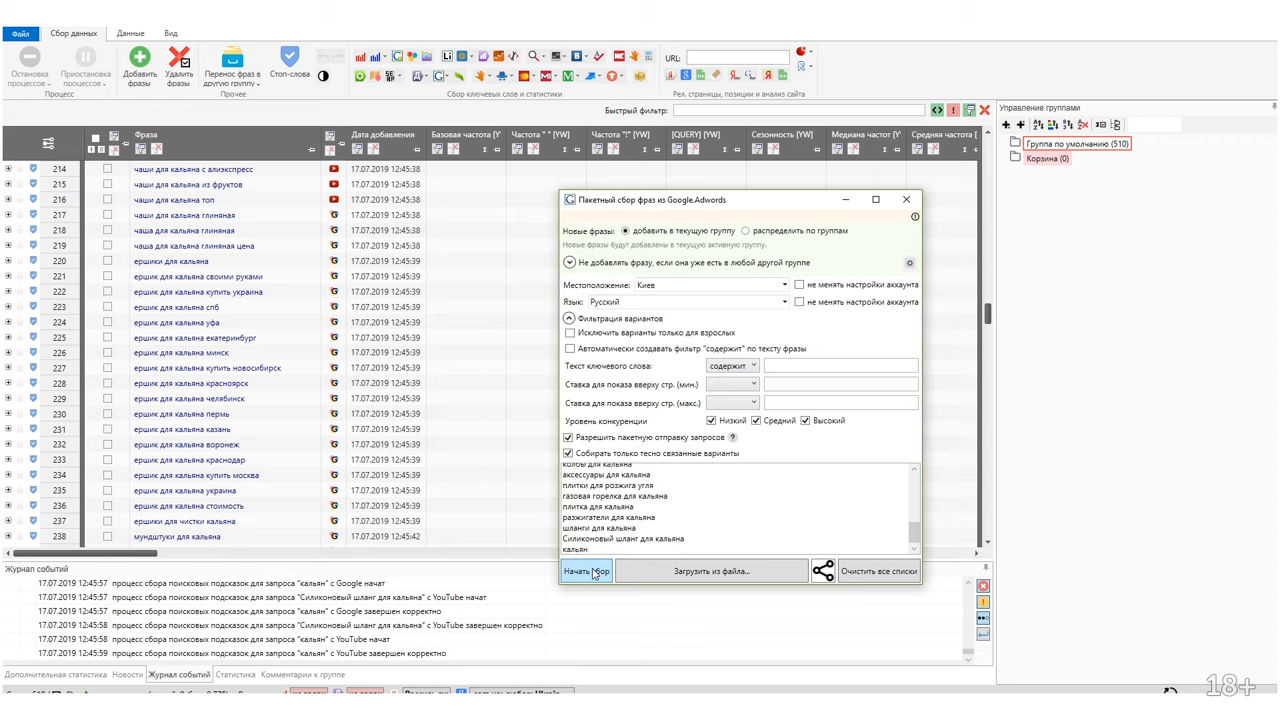 Файл Сбор данных Данные Вид
Остановка процессов
Приостановка процессов
Добавить фразы
Удалить фразы
Перенос фраз в другую группу
Стоп-слова
URL:
Процесс Прочее Сбор ключевых слов и статистики Rel. страницы, позиции и анализ сайта
Быстрый фильтр:
Управление группами
Группа по умолчанию (510)
Корзина (0)
Фраза Дата добавления Базовая частота [Y Частота " " [YW] Частота "!" [YW] [QUERY] [YW] Сезонность [YW] Медиана частот [Y Средняя частота [
214 чаши для кальяна с алиэкспресс 17.07.2019 12:45:38
215 чаши для кальяна из фруктов 17.07.2019 12:45:38
216 чаши для кальяна топ 17.07.2019 12:45:38
217 чаши для кальяна глиняная 17.07.2019 12:45:38
218 чаша для кальяна глиняная 17.07.2019 12:45:38
219 чаша для кальяна глиняная цена 17.07.2019 12:45:38
220 ершики для кальяна 17.07.2019 12:45:39
221 ершик для кальяна своими руками 17.07.2019 12:45:39
222 ершик для кальяна купить украина 17.07.2019 12:45:39
223 ершик для кальяна спб 17.07.2019 12:45:39
224 ершик для кальяна уфа 17.07.2019 12:45:39
225 ершик для кальяна екатеринбург 17.07.2019 12:45:39
226 ершик для кальяна минск 17.07.2019 12:45:39
227 ершик для кальяна купить новосибирск 17.07.2019 12:45:39
228 ершик для кальяна красноярск 17.07.2019 12:45:39
229 ершик для кальяна челябинск 17.07.2019 12:45:39
230 ершик для кальяна пермь 17.07.2019 12:45:39
231 ершик для кальяна казань 17.07.2019 12:45:39
232 ершик для кальяна воронеж 17.07.2019 12:45:39
233 ершик для кальяна краснодар 17.07.2019 12:45:39
234 ершик для кальяна купить москва 17.07.2019 12:45:39
235 ершик для кальяна украина 17.07.2019 12:45:39
236 ершик для кальяна стоимость 17.07.2019 12:45:39
237 ершики для чистки кальяна 17.07.2019 12:45:39
238 мундштуки для кальяна 17.07.2019 12:45:42
Пакетный сбор фраз из Google.Adwords
Новые фразы: добавить в текущую группу распределить по группам
Новые фразы будут добавлены в текущую активную группу.
Не добавлять фразу, если она уже есть в любой другой группе
Местоположение: Киев не менять настройки аккаунта
Язык: Русский не менять настройки аккаунта
Фильтрация вариантов
Исключить варианты только для взрослых
Автоматически создавать фильтр "содержит" по тексту фразы
Текст ключевого слова: содержит
Ставка для показа вверху стр. (мин.)
Ставка для показа вверху стр. (макс.)
Уровень конкуренции Низкий Средний Высокий
Разрешить пакетную отправку запросов ?
Собирать только тесно связанные варианты
колбы для кальяна
аксессуары для кальяна
плитки для розжига угля
газовая горелка для кальяна
плитка для кальяна
разжигатели для кальяна
шланги для кальяна
Силиконовый шланг для кальяна
кальян
Начать сбор Загрузить из файла... Очистить все списки
Журнал событий
17.07.2019 12:45:57 процесс сбора поисковых подсказок для запроса "кальян" с Google начат
17.07.2019 12:45:57 процесс сбора поисковых подсказок для запроса "Силиконовый шланг для кальяна" с YouTube начат
17.07.2019 12:45:58 процесс сбора поисковых подсказок для запроса "кальян" с Google завершен корректно
17.07.2019 12:45:58 процесс сбора поисковых подсказок для запроса "Силиконовый шланг для кальяна" с YouTube завершен корректно
17.07.2019 12:45:58 процесс сбора поисковых подсказок для запроса "кальян" с YouTube начат
17.07.2019 12:45:59 процесс сбора поисковых подсказок для запроса "кальян" с YouTube завершен корректно
Дополнительная статистика Новости Журнал событий Статистика Комментарии к группе
18+